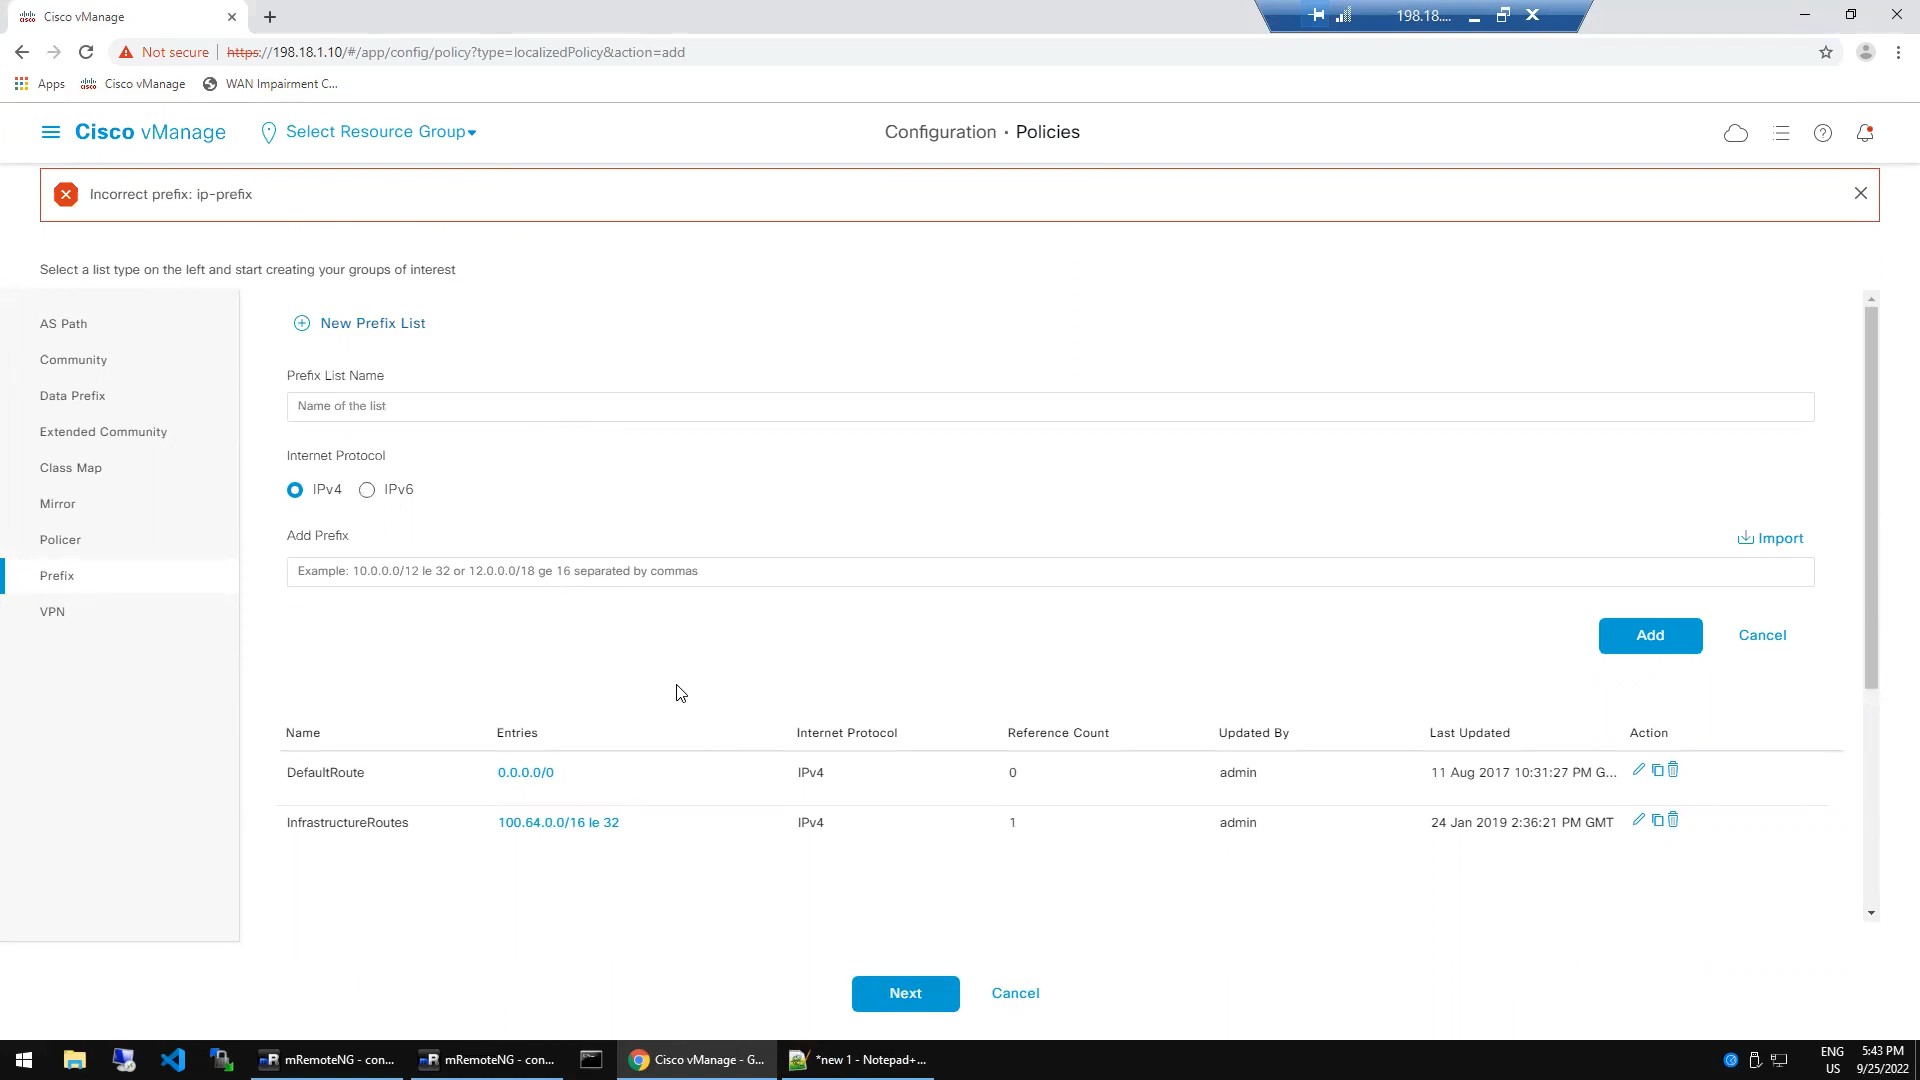 Cisco vManage
198.18....
Not secure
https://198.18.1.10/#/app/config/policy?type=localizedPolicy&action=add
Apps
Cisco vManage
WAN Impairment C...
Cisco vManage
Select Resource Group
Configuration · Policies
Incorrect prefix: ip-prefix
Select a list type on the left and start creating your groups of interest
AS Path
Community
Data Prefix
Extended Community
Class Map
Mirror
Policer
Prefix
VPN
New Prefix List
Prefix List Name
Name of the list
Internet Protocol
IPv4
IPv6
Add Prefix
Import
Example: 10.0.0.0/12 le 32 or 12.0.0.0/18 ge 16 separated by commas
Add
Cancel
Name Entries Internet Protocol Reference Count Updated By Last Updated Action
DefaultRoute 0.0.0.0/0 IPv4 0 admin 11 Aug 2017 10:31:27 PM G...
InfrastructureRoutes 100.64.0.0/16 le 32 IPv4 1 admin 24 Jan 2019 2:36:21 PM GMT
Next
Cancel
mRemoteNG - con...
mRemoteNG - con...
Cisco vManage - G...
*new 1 - Notepad+...
ENG
US
5:43 PM
9/25/2022